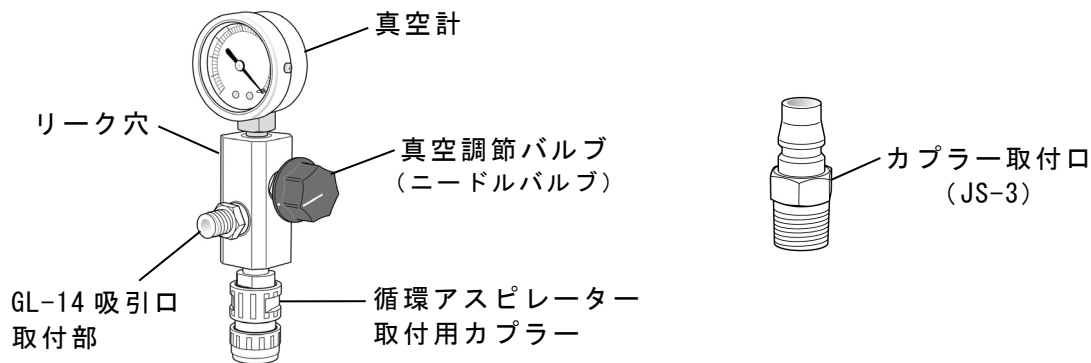 真空計
リーク穴
真空調節バルブ
(ニードルバルブ)
GL-14 吸引口
取付部
循環アスピレーター
取付用カプラー
カプラー取付口
(JS-3)